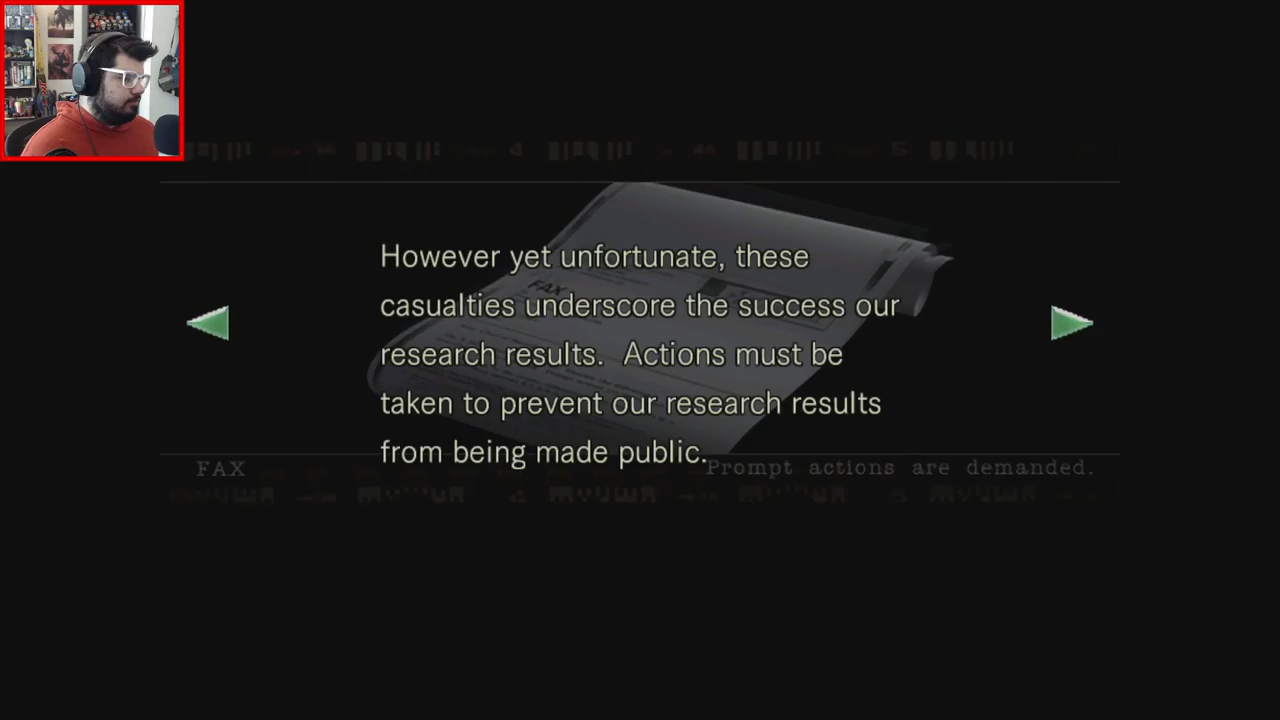 However yet unfortunate, these
casualties underscore the success our
research results. Actions must be
taken to prevent our research results
from being made public.
FAX
FAX
Prompt actions are demanded.